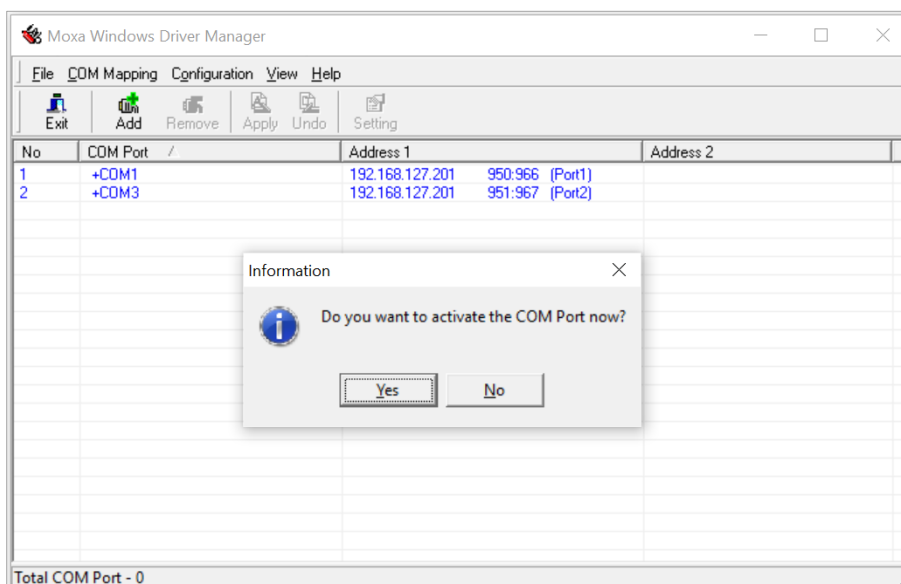 Moxa Windows Driver Manager
File COM Mapping Configuration View Help
Exit Add Remove Apply Undo Setting
No COM Port / Address 1 Address 2
1 +COM1 192.168.127.201 950:966 (Port1)
2 +COM3 192.168.127.201 951:967 (Port2)
Information
Do you want to activate the COM Port now?
Yes No
Total COM Port - 0